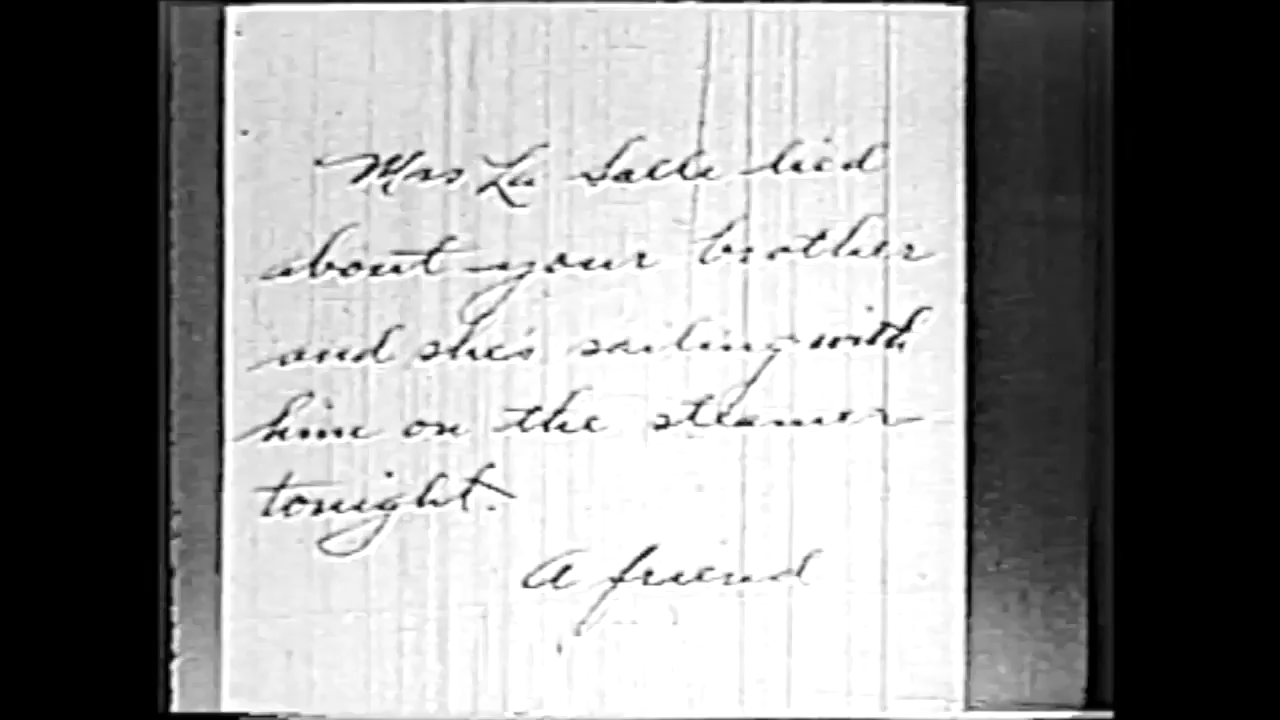 Mrs La Salle lied
about your brother
and she's sailing with
him on the steamer
tonight.
A friend